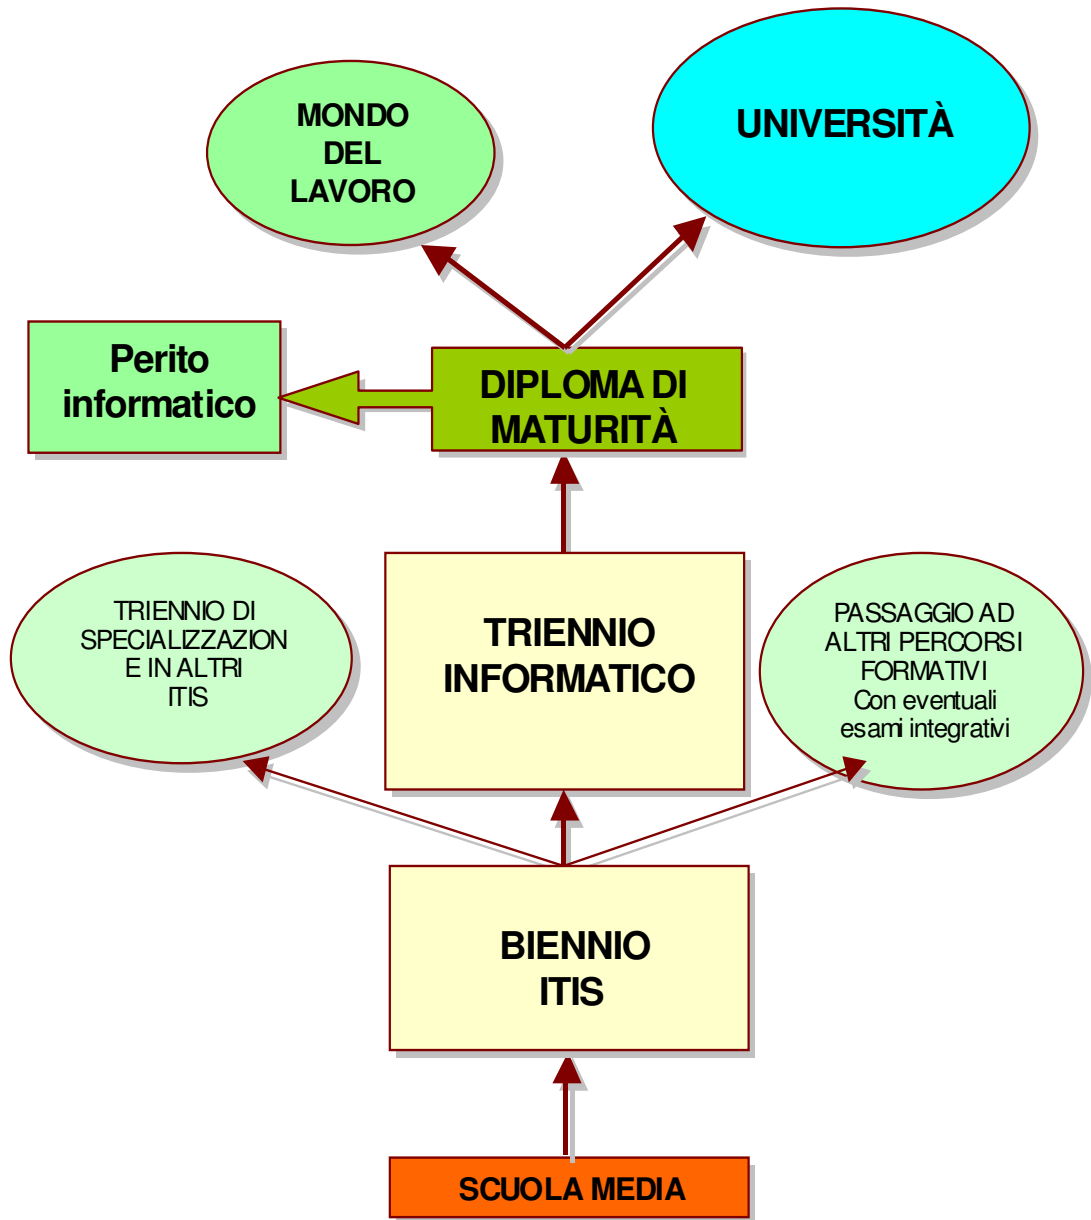 MONDO
DEL
LAVORO
UNIVERSITÀ
Perito
informatico
DIPLOMA DI
MATURITÀ
TRIENNIO DI
SPECIALIZZAZION
E IN ALTRI
ITIS
TRIENNIO
INFORMATICO
PASSAGGIO AD
ALTRI PERCORSI
FORMATIVI
Con eventuali
esami integrativi
BIENNIO
ITIS
SCUOLA MEDIA